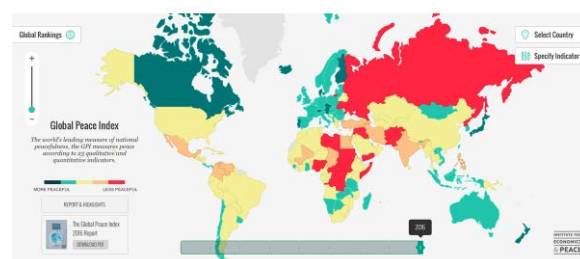 Global Rankings
Select Country
Specify Indicator
+
−
Global Peace Index
The world's leading measure of national
peacefulness, the GPI measures peace
according to 23 qualitative and
quantitative indicators.
MORE PEACEFUL LESS PEACEFUL
REPORT & HIGHLIGHTS
The Global Peace Index
2016 Report
DOWNLOAD PDF
2016
INSTITUTE FOR
ECONOMICS
& PEACE